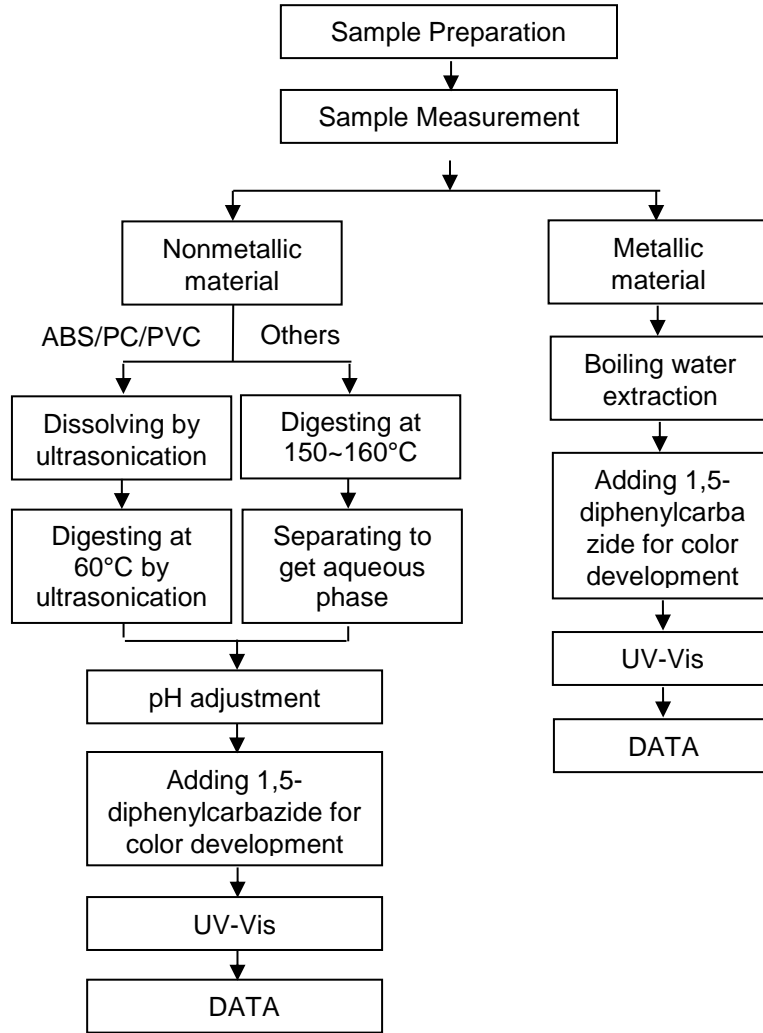 Sample Preparation
Sample Measurement
Nonmetallic
material
ABS/PC/PVC
Others
Dissolving by
ultrasonication
Digesting at
150~160°C
Digesting at
60°C by
ultrasonication
Separating to
get aqueous
phase
pH adjustment
Adding 1,5-
diphenylcarbazide for
color development
UV-Vis
DATA
Metallic
material
Boiling water
extraction
Adding 1,5-
diphenylcarba
zide for color
development
UV-Vis
DATA